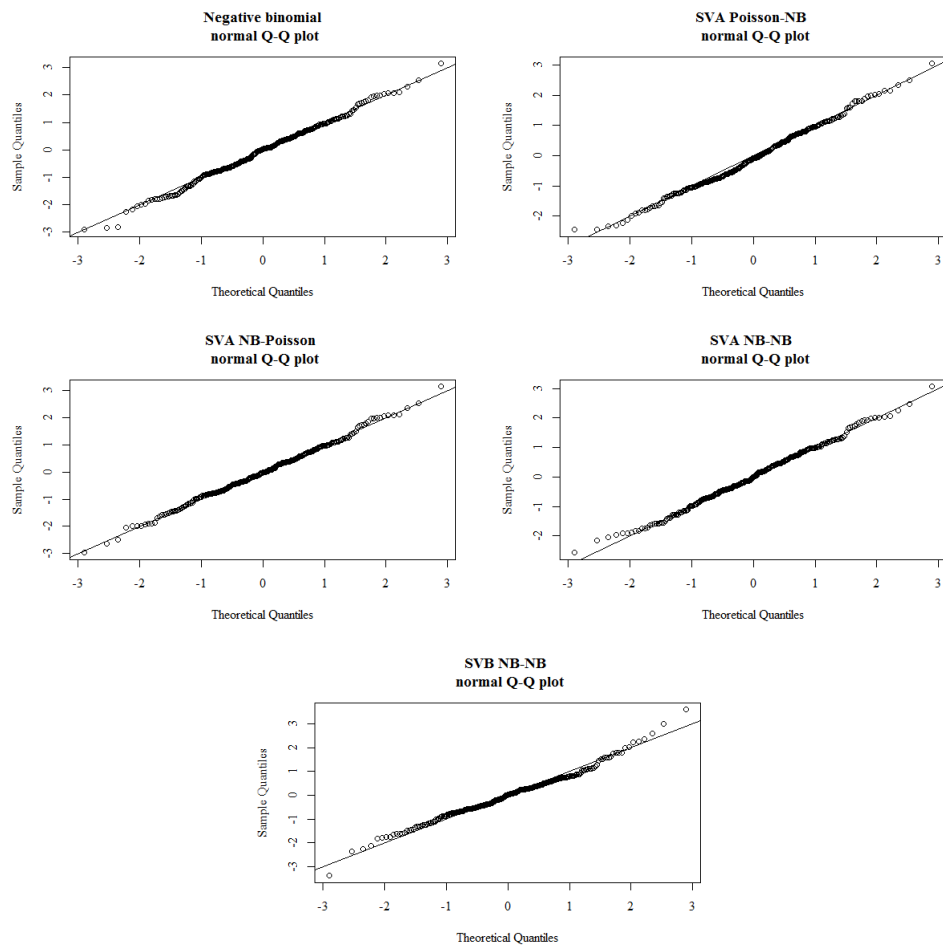 Negative binomial
normal Q-Q plot
Sample Quantiles
3
2
1
0
-1
-2
-3
-3 -2 -1 0 1 2 3
Theoretical Quantiles
SVA Poisson-NB
normal Q-Q plot
Sample Quantiles
3
2
1
0
-1
-2
-3 -2 -1 0 1 2 3
Theoretical Quantiles
SVA NB-Poisson
normal Q-Q plot
Sample Quantiles
3
2
1
0
-1
-2
-3
-3 -2 -1 0 1 2 3
Theoretical Quantiles
SVA NB-NB
normal Q-Q plot
Sample Quantiles
3
2
1
0
-1
-2
-3 -2 -1 0 1 2 3
Theoretical Quantiles
SVB NB-NB
normal Q-Q plot
Sample Quantiles
3
2
1
0
-1
-2
-3
-3 -2 -1 0 1 2 3
Theoretical Quantiles